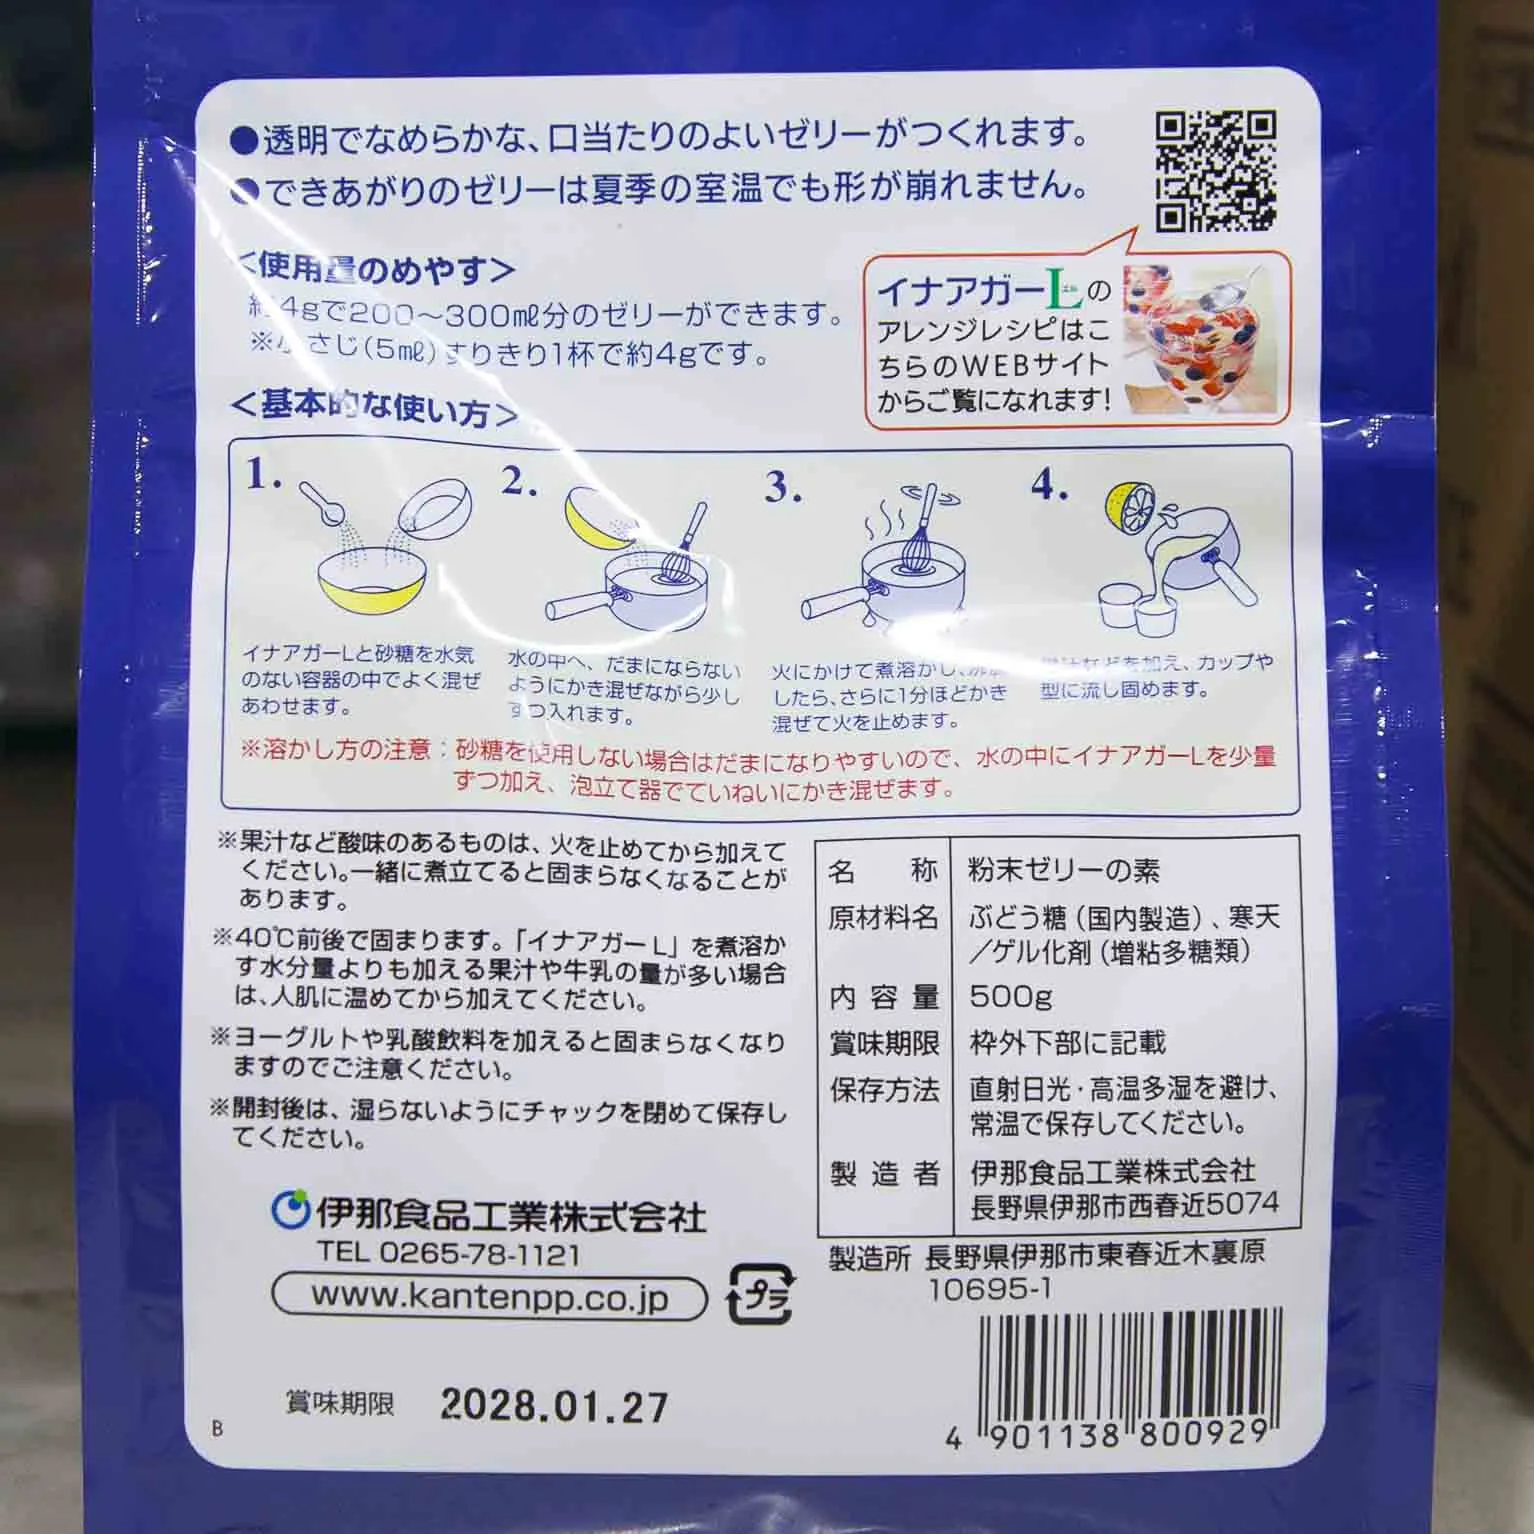 ●透明でなめらかな、口当たりのよいゼリーがつくれます。
●できあがりのゼリーは夏季の室温でも形が崩れません。
＜使用量のめやす＞
約4gで200〜300㎖分のゼリーができます。
※小さじ(5㎖)すりきり1杯で約4gです。
イナアガーLの
アレンジレシピはこ
ちらのWEBサイト
からご覧になれます!
＜基本的な使い方＞
1.
イナアガーLと砂糖を水気
のない容器の中でよく混ぜ
あわせます。
2.
水の中へ、だまにならない
ようにかき混ぜながら少し
ずつ入れます。
3.
火にかけて煮溶かし、沸騰
したら、さらに1分ほどかき
混ぜて火を止めます。
4.
果汁などを加え、カップや
型に流し固めます。
※溶かし方の注意：砂糖を使用しない場合はだまになりやすいので、水の中にイナアガーLを少量
ずつ加え、泡立て器でていねいにかき混ぜます。
※果汁など酸味のあるものは、火を止めてから加えて
ください。一緒に煮立てると固まらなくなることが
あります。
※40℃前後で固まります。「イナアガーL」を煮溶か
す水分量よりも加える果汁や牛乳の量が多い場合
は、人肌に温めてから加えてください。
※ヨーグルトや乳酸飲料を加えると固まらなくなり
ますのでご注意ください。
※開封後は、湿らないようにチャックを閉めて保存し
てください。
伊那食品工業株式会社
TEL 0265-78-1121
www.kantenpp.co.jp
プラ
賞味期限 2028.01.27
B
名称 粉末ゼリーの素
原材料名 ぶどう糖（国内製造）、寒天
／ゲル化剤（増粘多糖類）
内容量 500g
賞味期限 枠外下部に記載
保存方法 直射日光・高温多湿を避け、
常温で保存してください。
製造者 伊那食品工業株式会社
長野県伊那市西春近5074
製造所 長野県伊那市東春近木裏原
10695-1
4 901138 800929